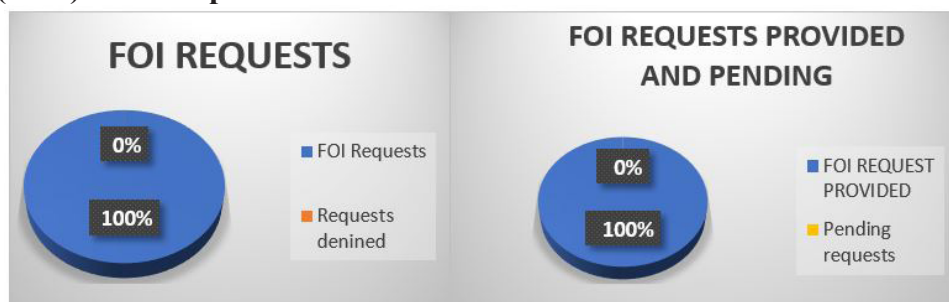 FOI REQUESTS
0%
100%
FOI Requests
Requests
denined
FOI REQUESTS PROVIDED
AND PENDING
0%
100%
FOI REQUEST
PROVIDED
Pending
requests